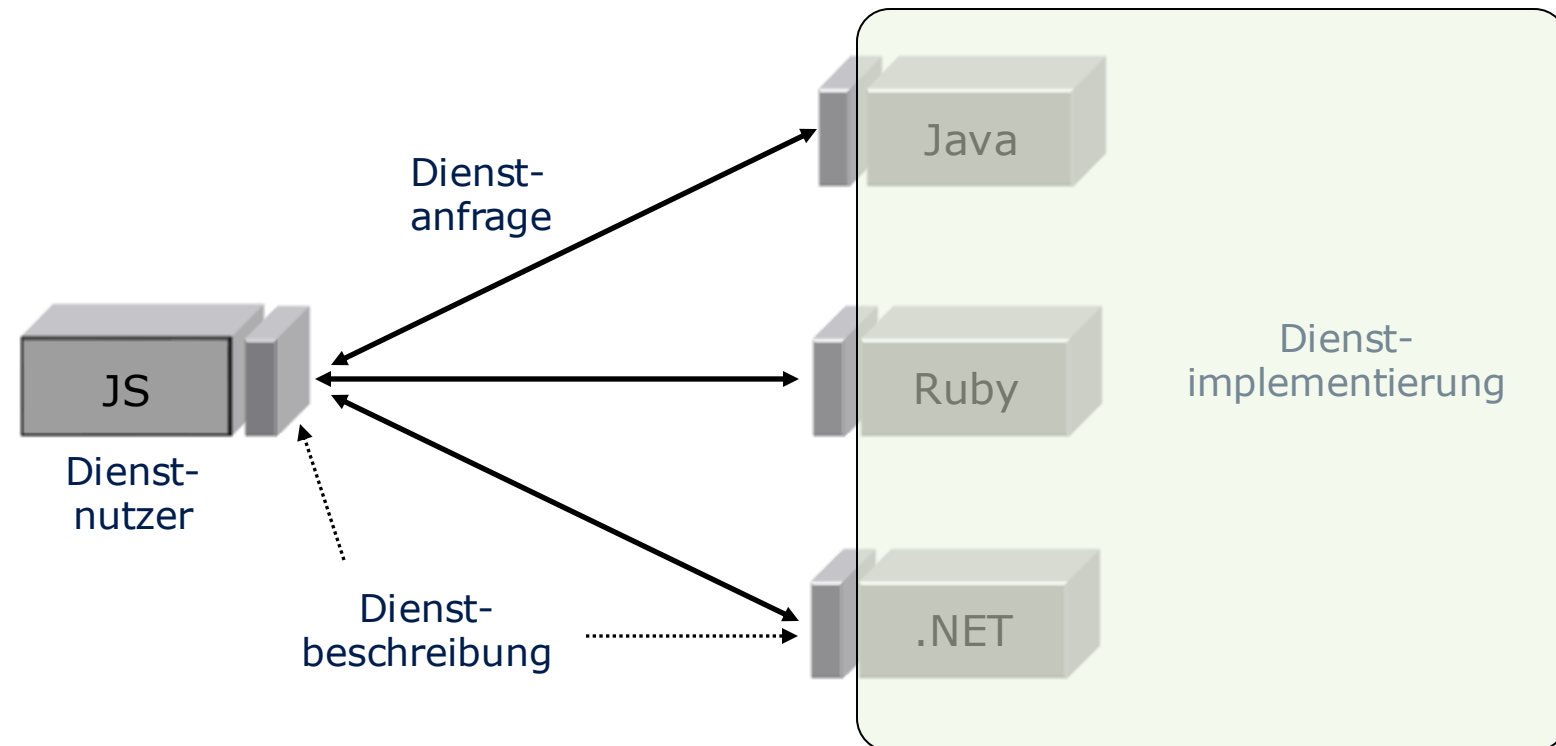 Java
Dienst-
anfrage
JS
Ruby
Dienst-
implementierung
Dienst-
nutzer
Dienst-
beschreibung
.NET